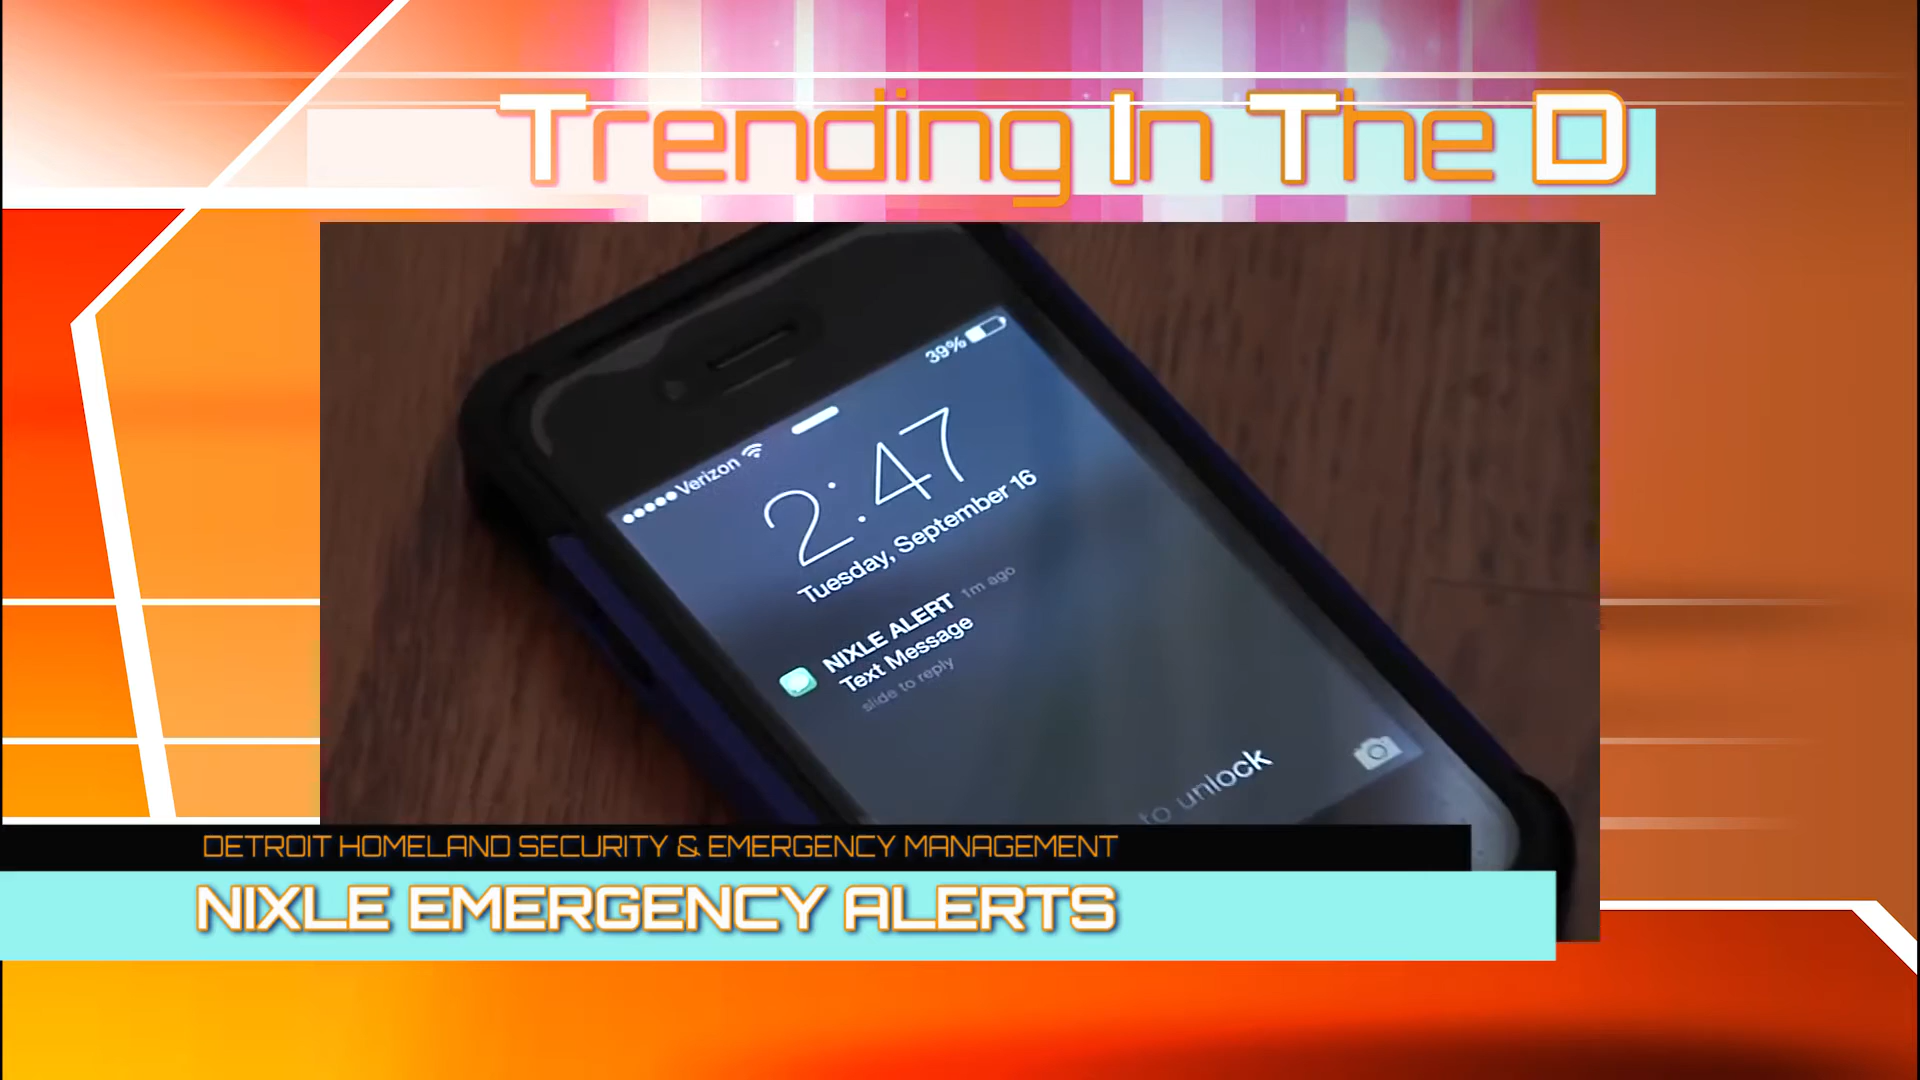 Trending In The D
39%
Verizon
2:47
Tuesday, September 16
NIXLE ALERT 1m ago
Text Message
slide to reply
to unlock
DETROIT HOMELAND SECURITY & EMERGENCY MANAGEMENT
NIXLE EMERGENCY ALERTS